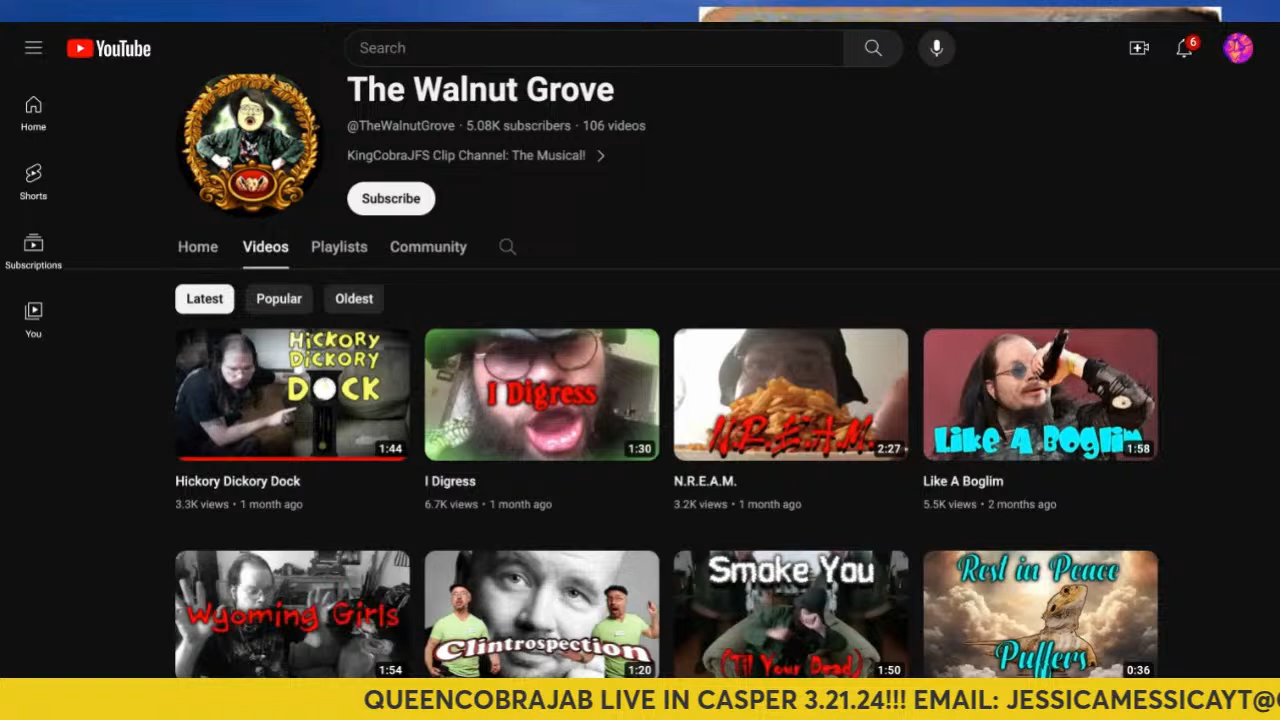 YouTube
Search
6
Home
Shorts
Subscriptions
You
The Walnut Grove
@TheWalnutGrove · 5.08K subscribers · 106 videos
KingCobraJFS Clip Channel: The Musical!
Subscribe
Home Videos Playlists Community
Latest Popular Oldest
HiCKORY
DiCKORY
DOCK
1:44
I Digress
1:30
N.R.E.A.M.
2:27
Like A Boglim
1:58
Hickory Dickory Dock
3.3K views · 1 month ago
I Digress
6.7K views · 1 month ago
N.R.E.A.M.
3.2K views · 1 month ago
Like A Boglim
5.5K views · 2 months ago
Wyoming Girls
1:54
Clintrospection
1:20
Smoke You
(Til Your Dead)
1:50
Rest in Peace
Puffers
0:36
QUEENCOBRAJAB LIVE IN CASPER 3.21.24!!! EMAIL: JESSICAMESSICAYT@